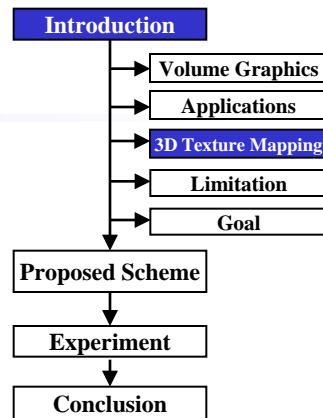 Introduction
Volume Graphics
Applications
3D Texture Mapping
Limitation
Goal
Proposed Scheme
Experiment
Conclusion